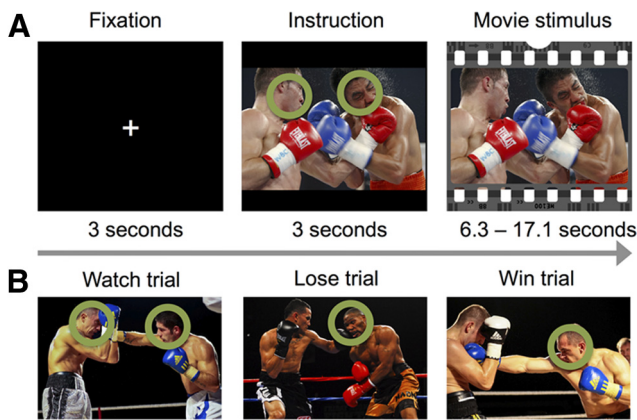 A
Fixation
Instruction
Movie stimulus
EVERLAST
3 seconds
3 seconds
6.3 – 17.1 seconds
B
Watch trial
Lose trial
Win trial